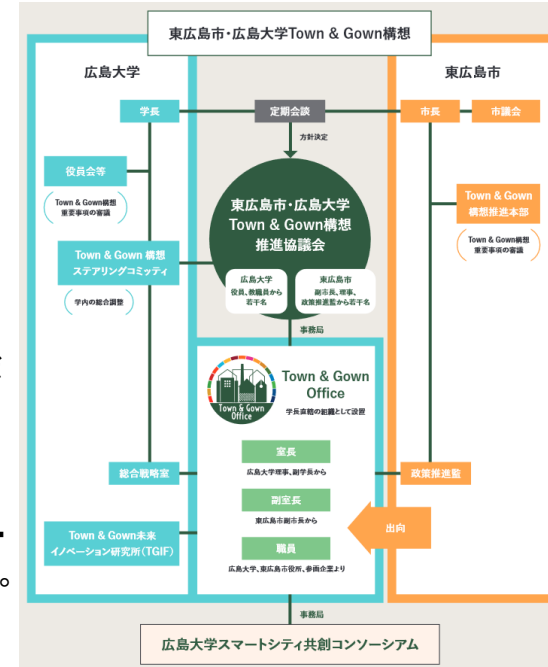 東広島市・広島大学Town & Gown構想
広島大学
東広島市
学長
定期会談
市長
市議会
方針決定
役員会等
Town & Gown構想
重要事項の審議
東広島市・広島大学
Town & Gown構想
推進協議会
広島大学
役員、教職員から
若干名
東広島市
副市長、理事、
政策推進監から若干名
Town & Gown
構想推進本部
Town & Gown構想
重要事項の審議
Town & Gown 構想
ステアリングコミッティ
学内の総合調整
事務局
Town & Gown
Office
Town & Gown
Office
学長直轄の組織として設置
室長
広島大学理事、副学長から
総合戦略室
政策推進監
副室長
東広島市副市長から
出向
職員
広島大学、東広島市役所、参画企業より
Town & Gown未来
イノベーション研究所(TGIF)
。
事務局
広島大学スマートシティ共創コンソーシアム